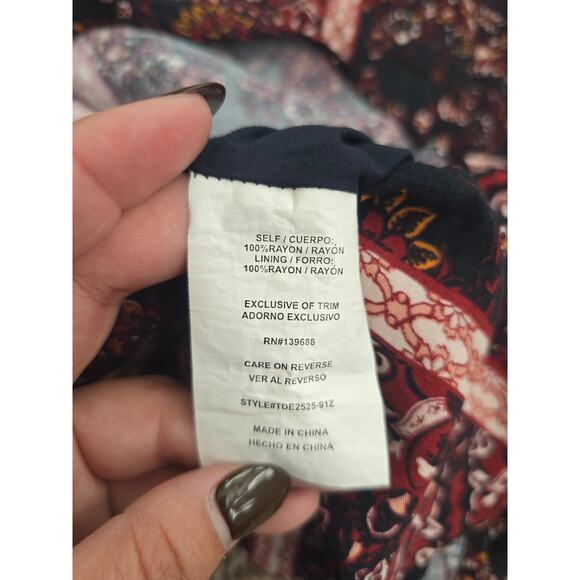 SELF / CUERPO:
100%RAYON / RAYÓN
LINING / FORRO:
100%RAYON / RAYÓN
EXCLUSIVE OF TRIM
ADORNO EXCLUSIVO
RN#139688
CARE ON REVERSE
VER AL REVERSO
STYLE#TDE2525-91Z
MADE IN CHINA
HECHO EN CHINA